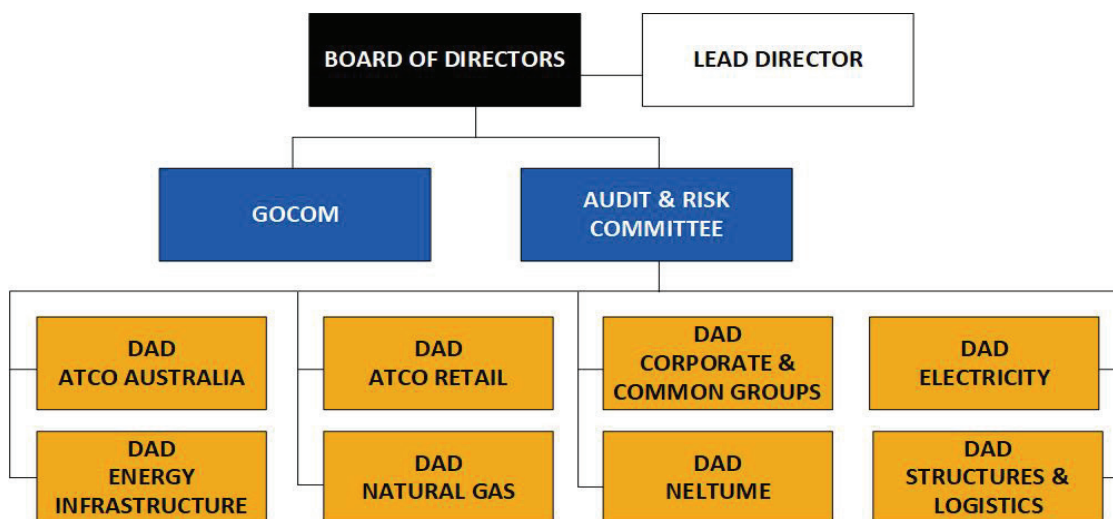 BOARD OF DIRECTORS
LEAD DIRECTOR
GOCOM
AUDIT & RISK
COMMITTEE
DAD
ATCO AUSTRALIA
DAD
ATCO RETAIL
DAD
CORPORATE &
COMMON GROUPS
DAD
ELECTRICITY
DAD
ENERGY
INFRASTRUCTURE
DAD
NATURAL GAS
DAD
NELTUME
DAD
STRUCTURES &
LOGISTICS